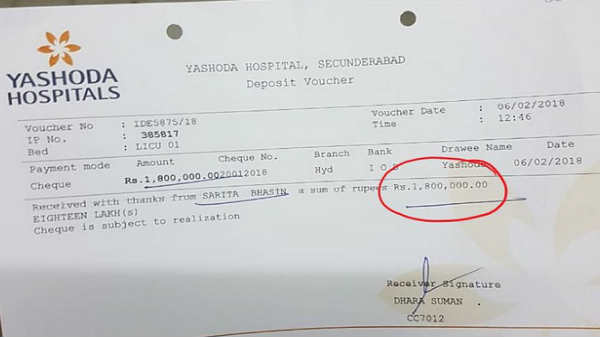 YASHODA
HOSPITALS
YASHODA HOSPITAL, SECUNDERABAD
Deposit Voucher
Voucher No : IDE5875/18 Voucher Date : 06/02/2018
IP No. : 385817 Time : 12:46
Bed : LICU 01
Payment mode Amount Cheque No. Branch Bank Drawee Name Date
Cheque Rs.1,800,000.00 20012018 Hyd I O B Yashoda 06/02/2018
Received with thanks from SARITA BHASIN a sum of rupees Rs.1,800,000.00
EIGHTEEN LAKH(s)
Cheque is subject to realization
Receiver Signature
DHARA SUMAN
CC7012